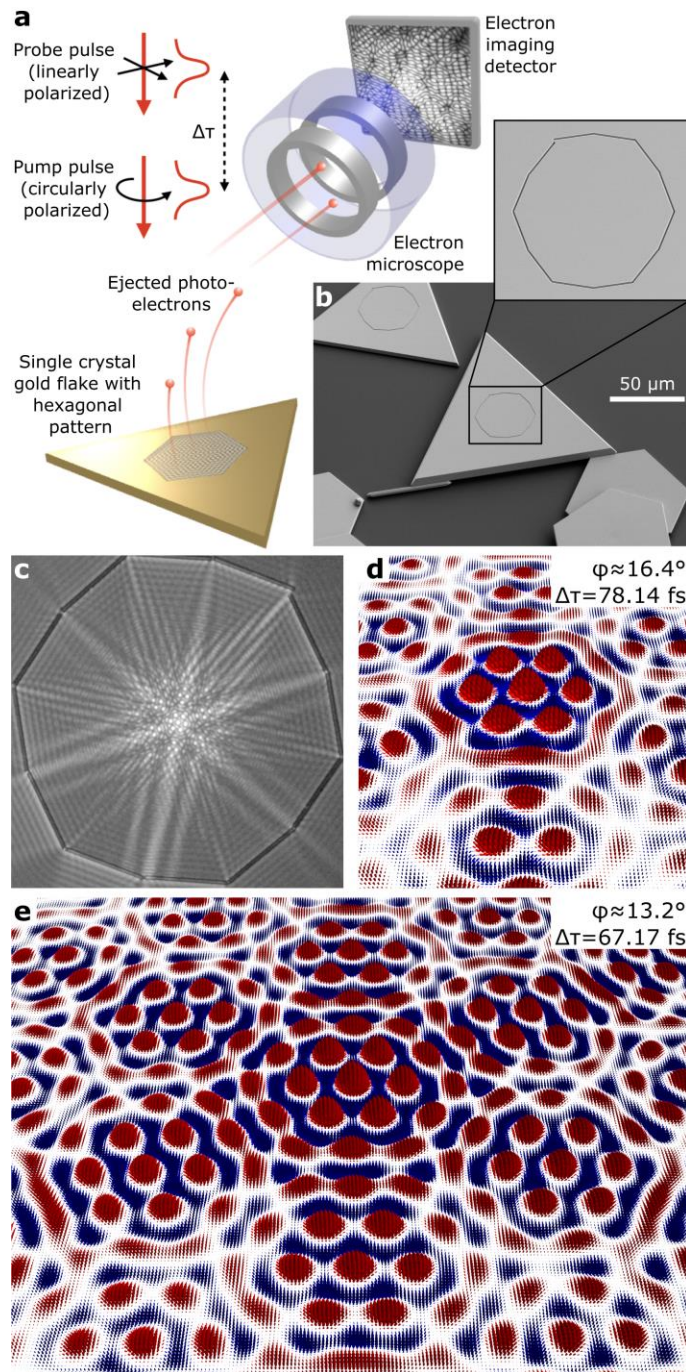 a
Probe pulse
(linearly
polarized)
Δτ
Pump pulse
(circularly
polarized)
Electron
imaging
detector
Electron
microscope
Ejected photo-
electrons
Single crystal
gold flake with
hexagonal
pattern
b
50 μm
c
d
φ≈16.4°
Δτ=78.14 fs
e
φ≈13.2°
Δτ=67.17 fs